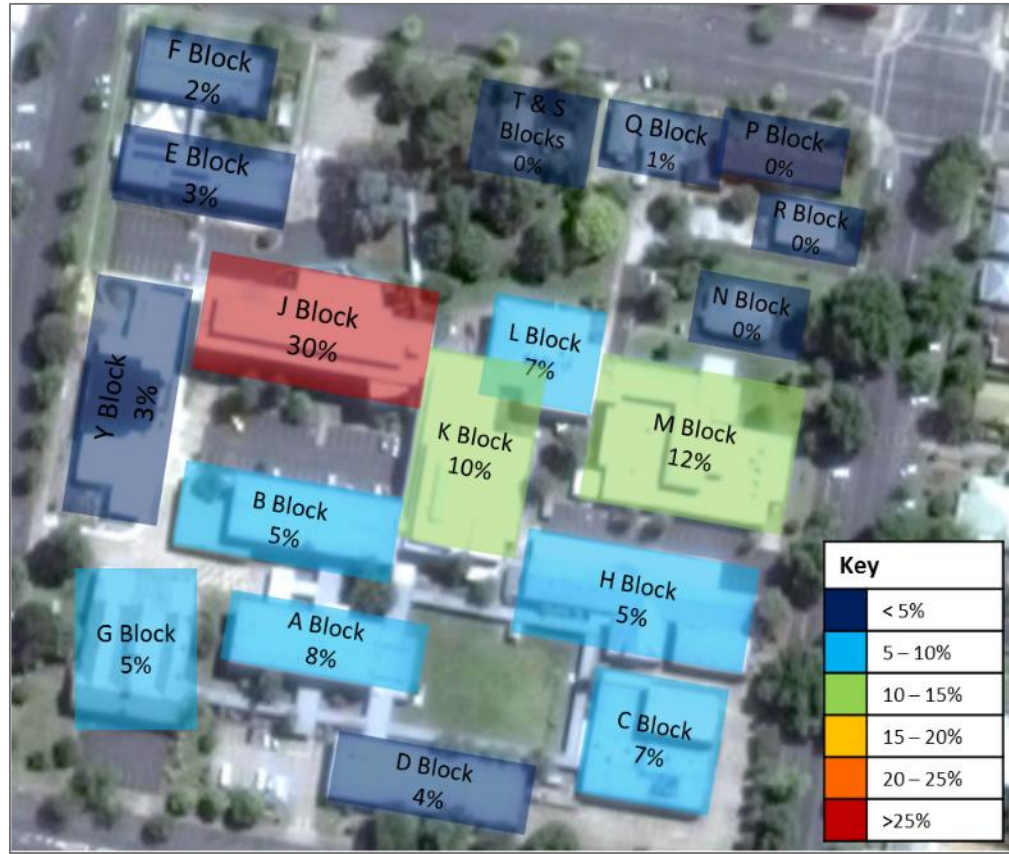 F Block
2%
T & S
Blocks
0%
Q Block
1%
P Block
0%
E Block
3%
R Block
0%
N Block
0%
J Block
30%
L Block
7%
Y Block
3%
K Block
10%
M Block
12%
B Block
5%
H Block
5%
G Block
5%
A Block
8%
C Block
7%
D Block
4%
Key
< 5%
5 – 10%
10 – 15%
15 – 20%
20 – 25%
>25%